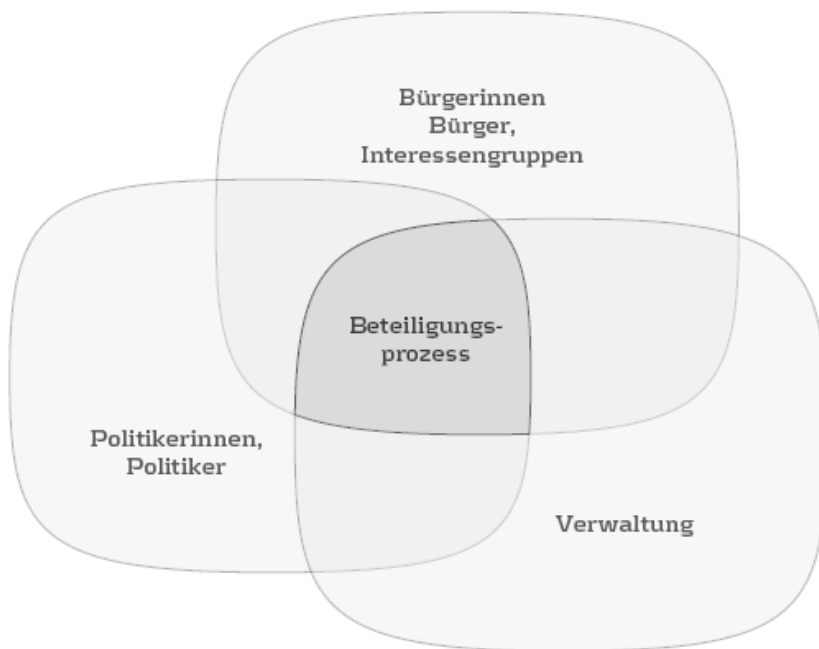 Bürgerinnen
Bürger,
Interessengruppen
Beteiligungs-
prozess
Politikerinnen,
Politiker
Verwaltung